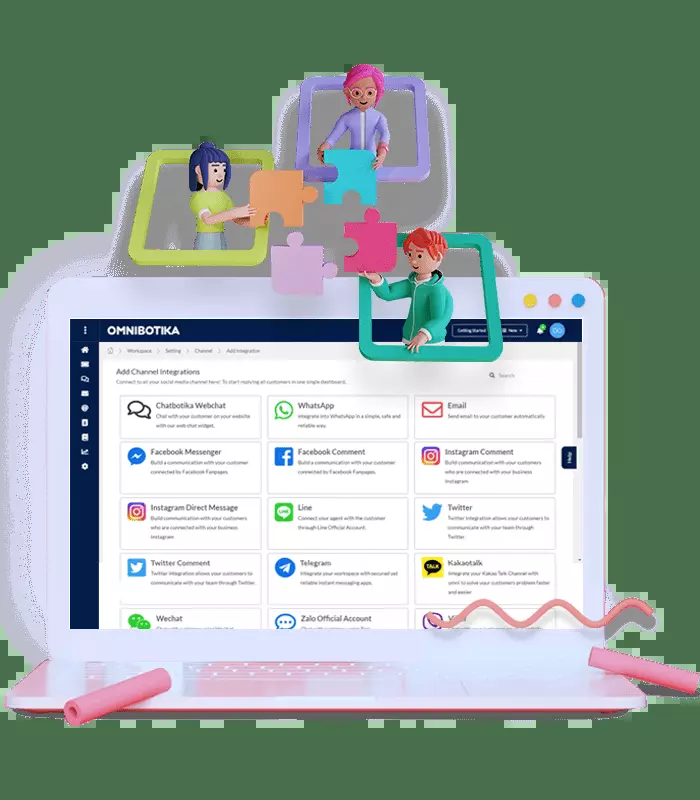 OMNIBOTIKA
Getting Started
New
Workspace > Setting > Channel > Add Integration
Add Channel Integrations
Search
Connect to all your social media channel here! To start replying all customers in one single dashboard.
Chatbotika Webchat
Chat with your customer on your website
with our web chat widget.
WhatsApp
Integrate into WhatsApp in a simple, safe and
reliable way.
Email
Send email to your customer automatically
Facebook Messenger
Build a communication with your customer
connected by Facebook Fanpages.
Facebook Comment
Build a communication with your customer
connected by Facebook Fanpages.
Instagram Comment
Build communication with your customers
who are connected with your business
Instagram
Help
Instagram Direct Message
Build communication with your customers
who are connected with your business
Instagram
Line
Connect your agent with the customer
through Line Official Account.
Twitter
Twitter Integration allows your customers to
communicate with your team through
Twitter.
Twitter Comment
Twitter Integration allows your customers to
communicate with your team through Twitter.
Telegram
Integrate your workspace with secured yet
reliable instant messaging apps.
TALK
Kakaotalk
Integrate your Kakao Talk Channel with
omni to solve your customers problem faster
and easier
Wechat
Zalo Official Account